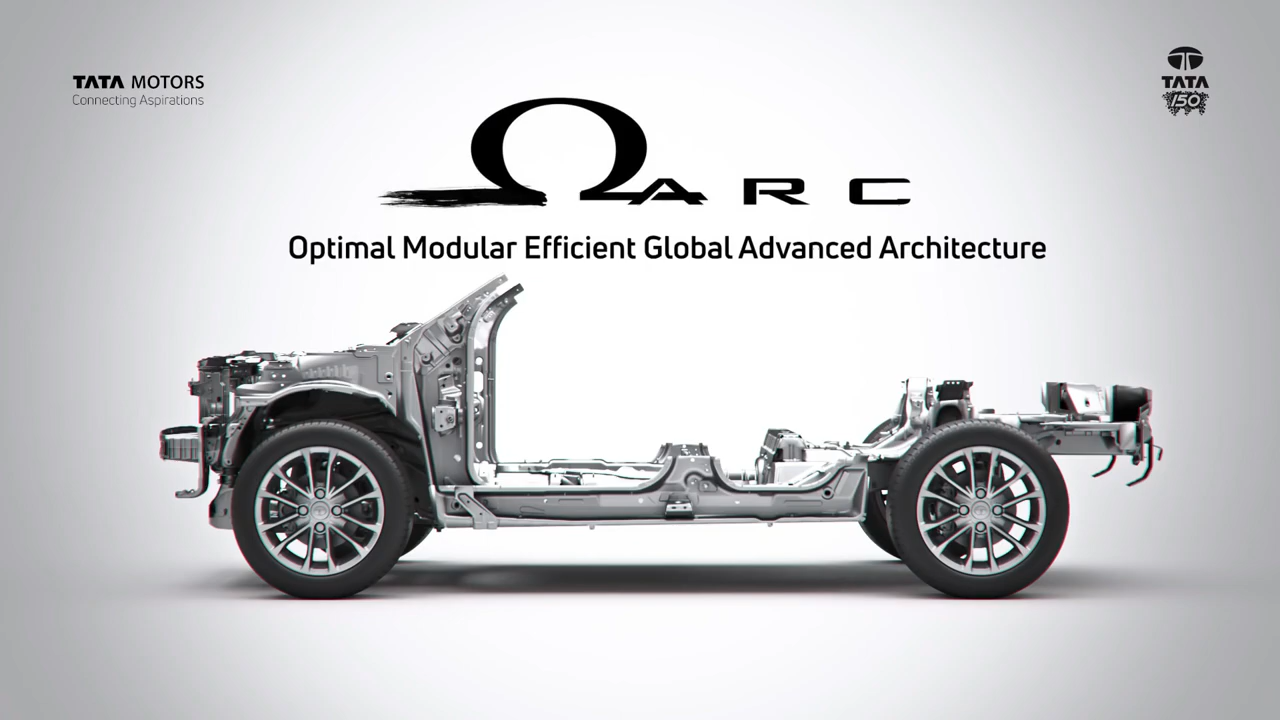 TATA MOTORS
Connecting Aspirations
TATA
150
ΩARC
Optimal Modular Efficient Global Advanced Architecture